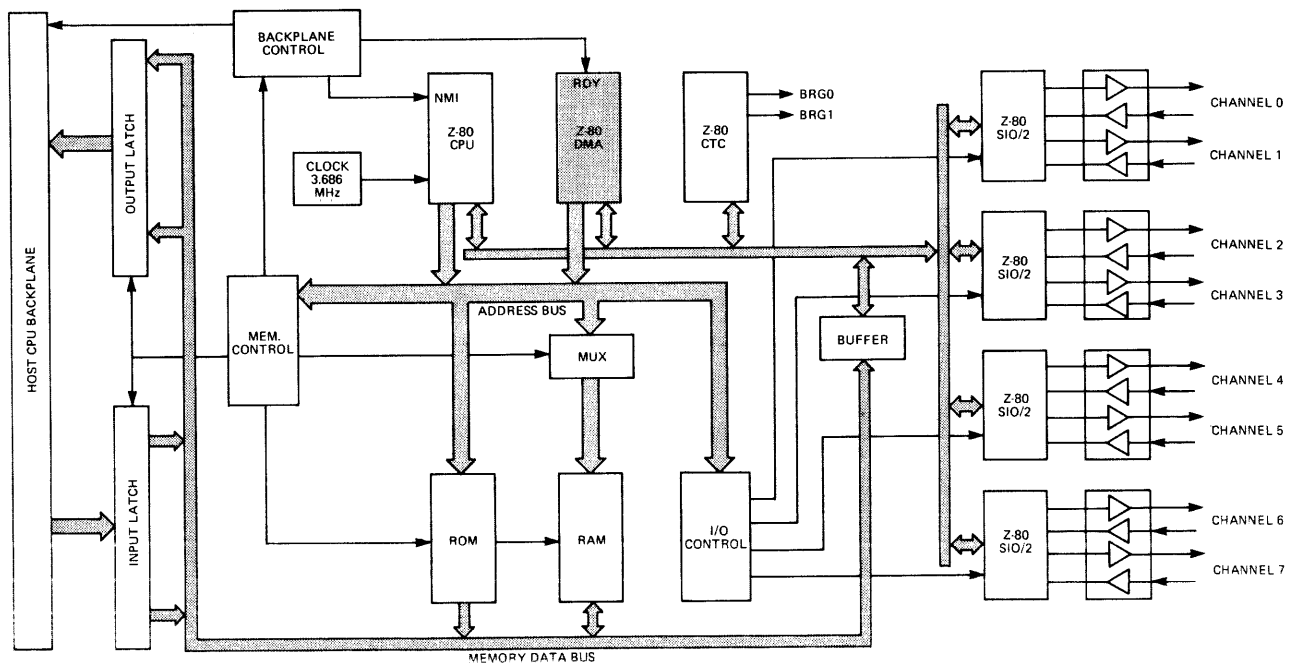 HOST CPU BACKPLANE
OUTPUT LATCH
INPUT LATCH
BACKPLANE
CONTROL
NMI
Z-80
CPU
CLOCK
3.686
MHz
RDY
Z-80
DMA
Z-80
CTC
BRG0
BRG1
MEM.
CONTROL
ADDRESS BUS
MUX
BUFFER
ROM
RAM
I/O
CONTROL
MEMORY DATA BUS
Z-80
SIO/2
CHANNEL 0
CHANNEL 1
Z-80
SIO/2
CHANNEL 2
CHANNEL 3
Z-80
SIO/2
CHANNEL 4
CHANNEL 5
Z-80
SIO/2
CHANNEL 6
CHANNEL 7